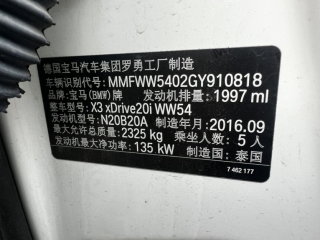 德国宝马汽车集团罗勇工厂制造
车辆识别代号: MMFWW5402GY910818
品牌: 宝马(BMW)牌 发动机排量: 1997 ml
整车型号: X3 xDrive20i WW54
发动机型号: N20B20A 制造年月: 2016.09
最大允许总质量: 2325 kg 乘坐人数: 5 人
发动机最大净功率: 135 kW 制造国: 泰国
7 462 177